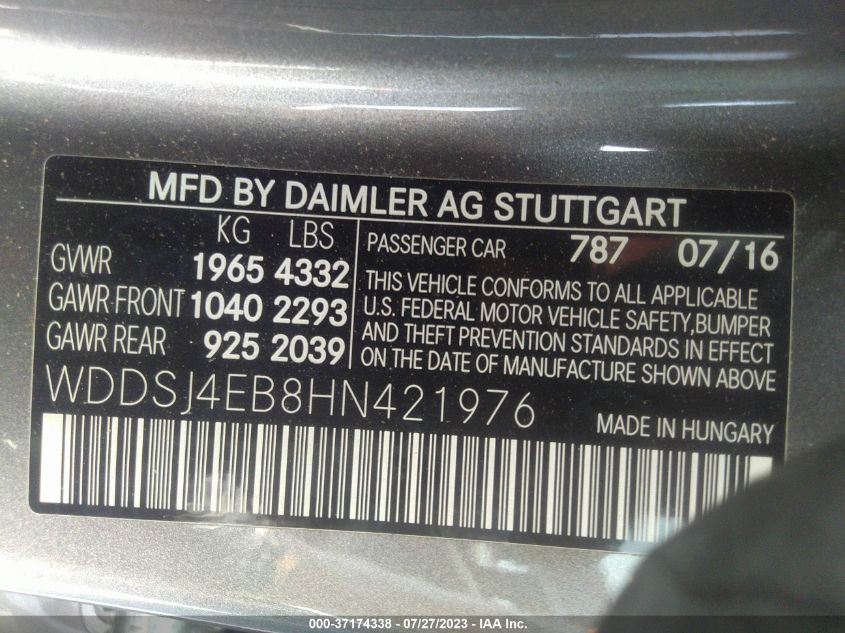 MFD BY DAIMLER AG STUTTGART
KG LBS
GVWR 1965 4332
GAWR FRONT 1040 2293
GAWR REAR 925 2039
PASSENGER CAR 787 07/16
THIS VEHICLE CONFORMS TO ALL APPLICABLE
U.S. FEDERAL MOTOR VEHICLE SAFETY,BUMPER
AND THEFT PREVENTION STANDARDS IN EFFECT
ON THE DATE OF MANUFACTURE SHOWN ABOVE
WDDSJ4EB8HN421976
MADE IN HUNGARY
000-37174338 - 07/27/2023 - IAA Inc.